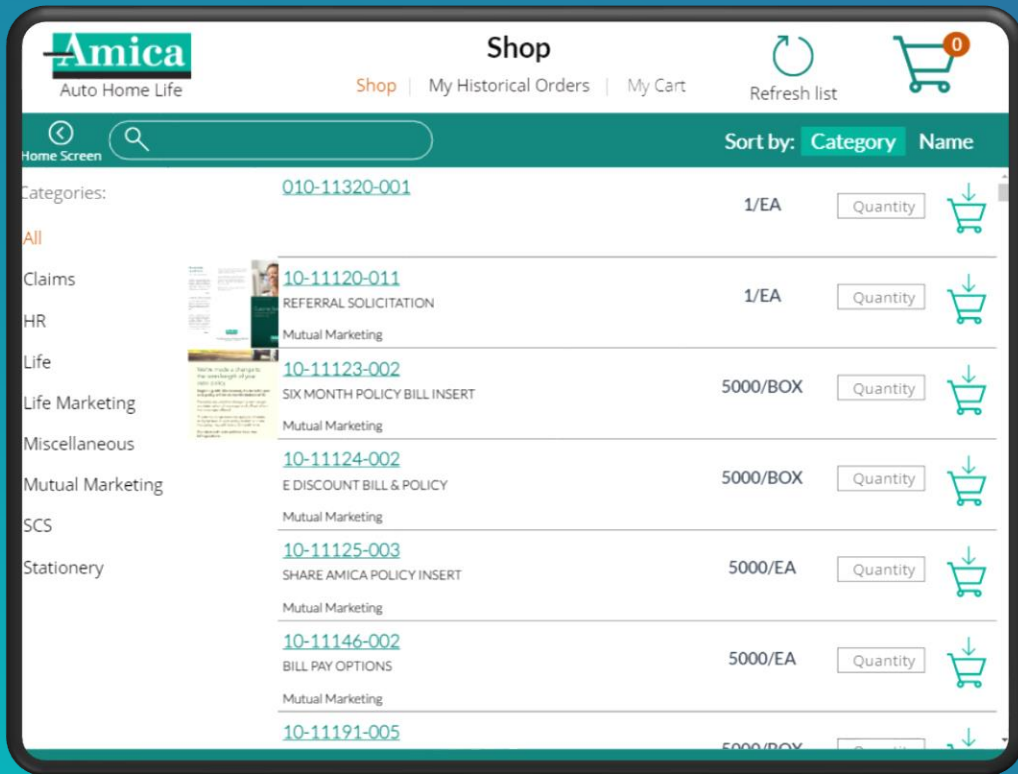 Amica
Auto Home Life
Shop
Shop | My Historical Orders | My Cart
Refresh list
0
Home Screen
Sort by: Category Name
Categories:
All
Claims
HR
Life
Life Marketing
Miscellaneous
Mutual Marketing
SCS
Stationery
010-11320-001
1/EA Quantity
10-11120-011
REFERRAL SOLICITATION
Mutual Marketing
1/EA Quantity
10-11123-002
SIX MONTH POLICY BILL INSERT
Mutual Marketing
5000/BOX Quantity
10-11124-002
E DISCOUNT BILL & POLICY
Mutual Marketing
5000/BOX Quantity
10-11125-003
SHARE AMICA POLICY INSERT
Mutual Marketing
5000/EA Quantity
10-11146-002
BILL PAY OPTIONS
Mutual Marketing
5000/EA Quantity
10-11191-005
5000/BOX